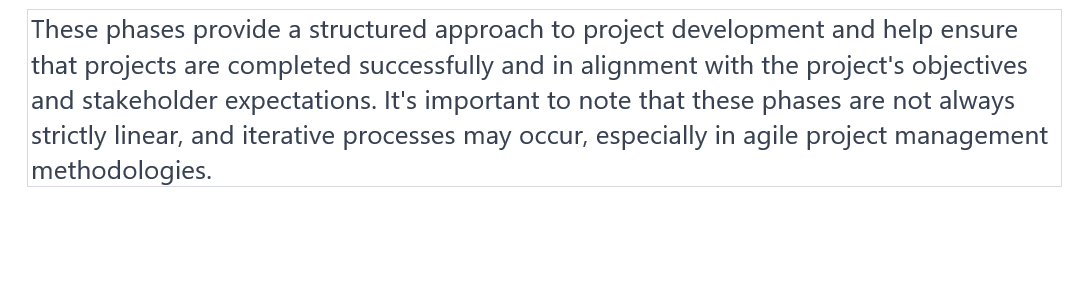 These phases provide a structured approach to project development and help ensure
that projects are completed successfully and in alignment with the project's objectives
and stakeholder expectations. It's important to note that these phases are not always
strictly linear, and iterative processes may occur, especially in agile project management
methodologies.